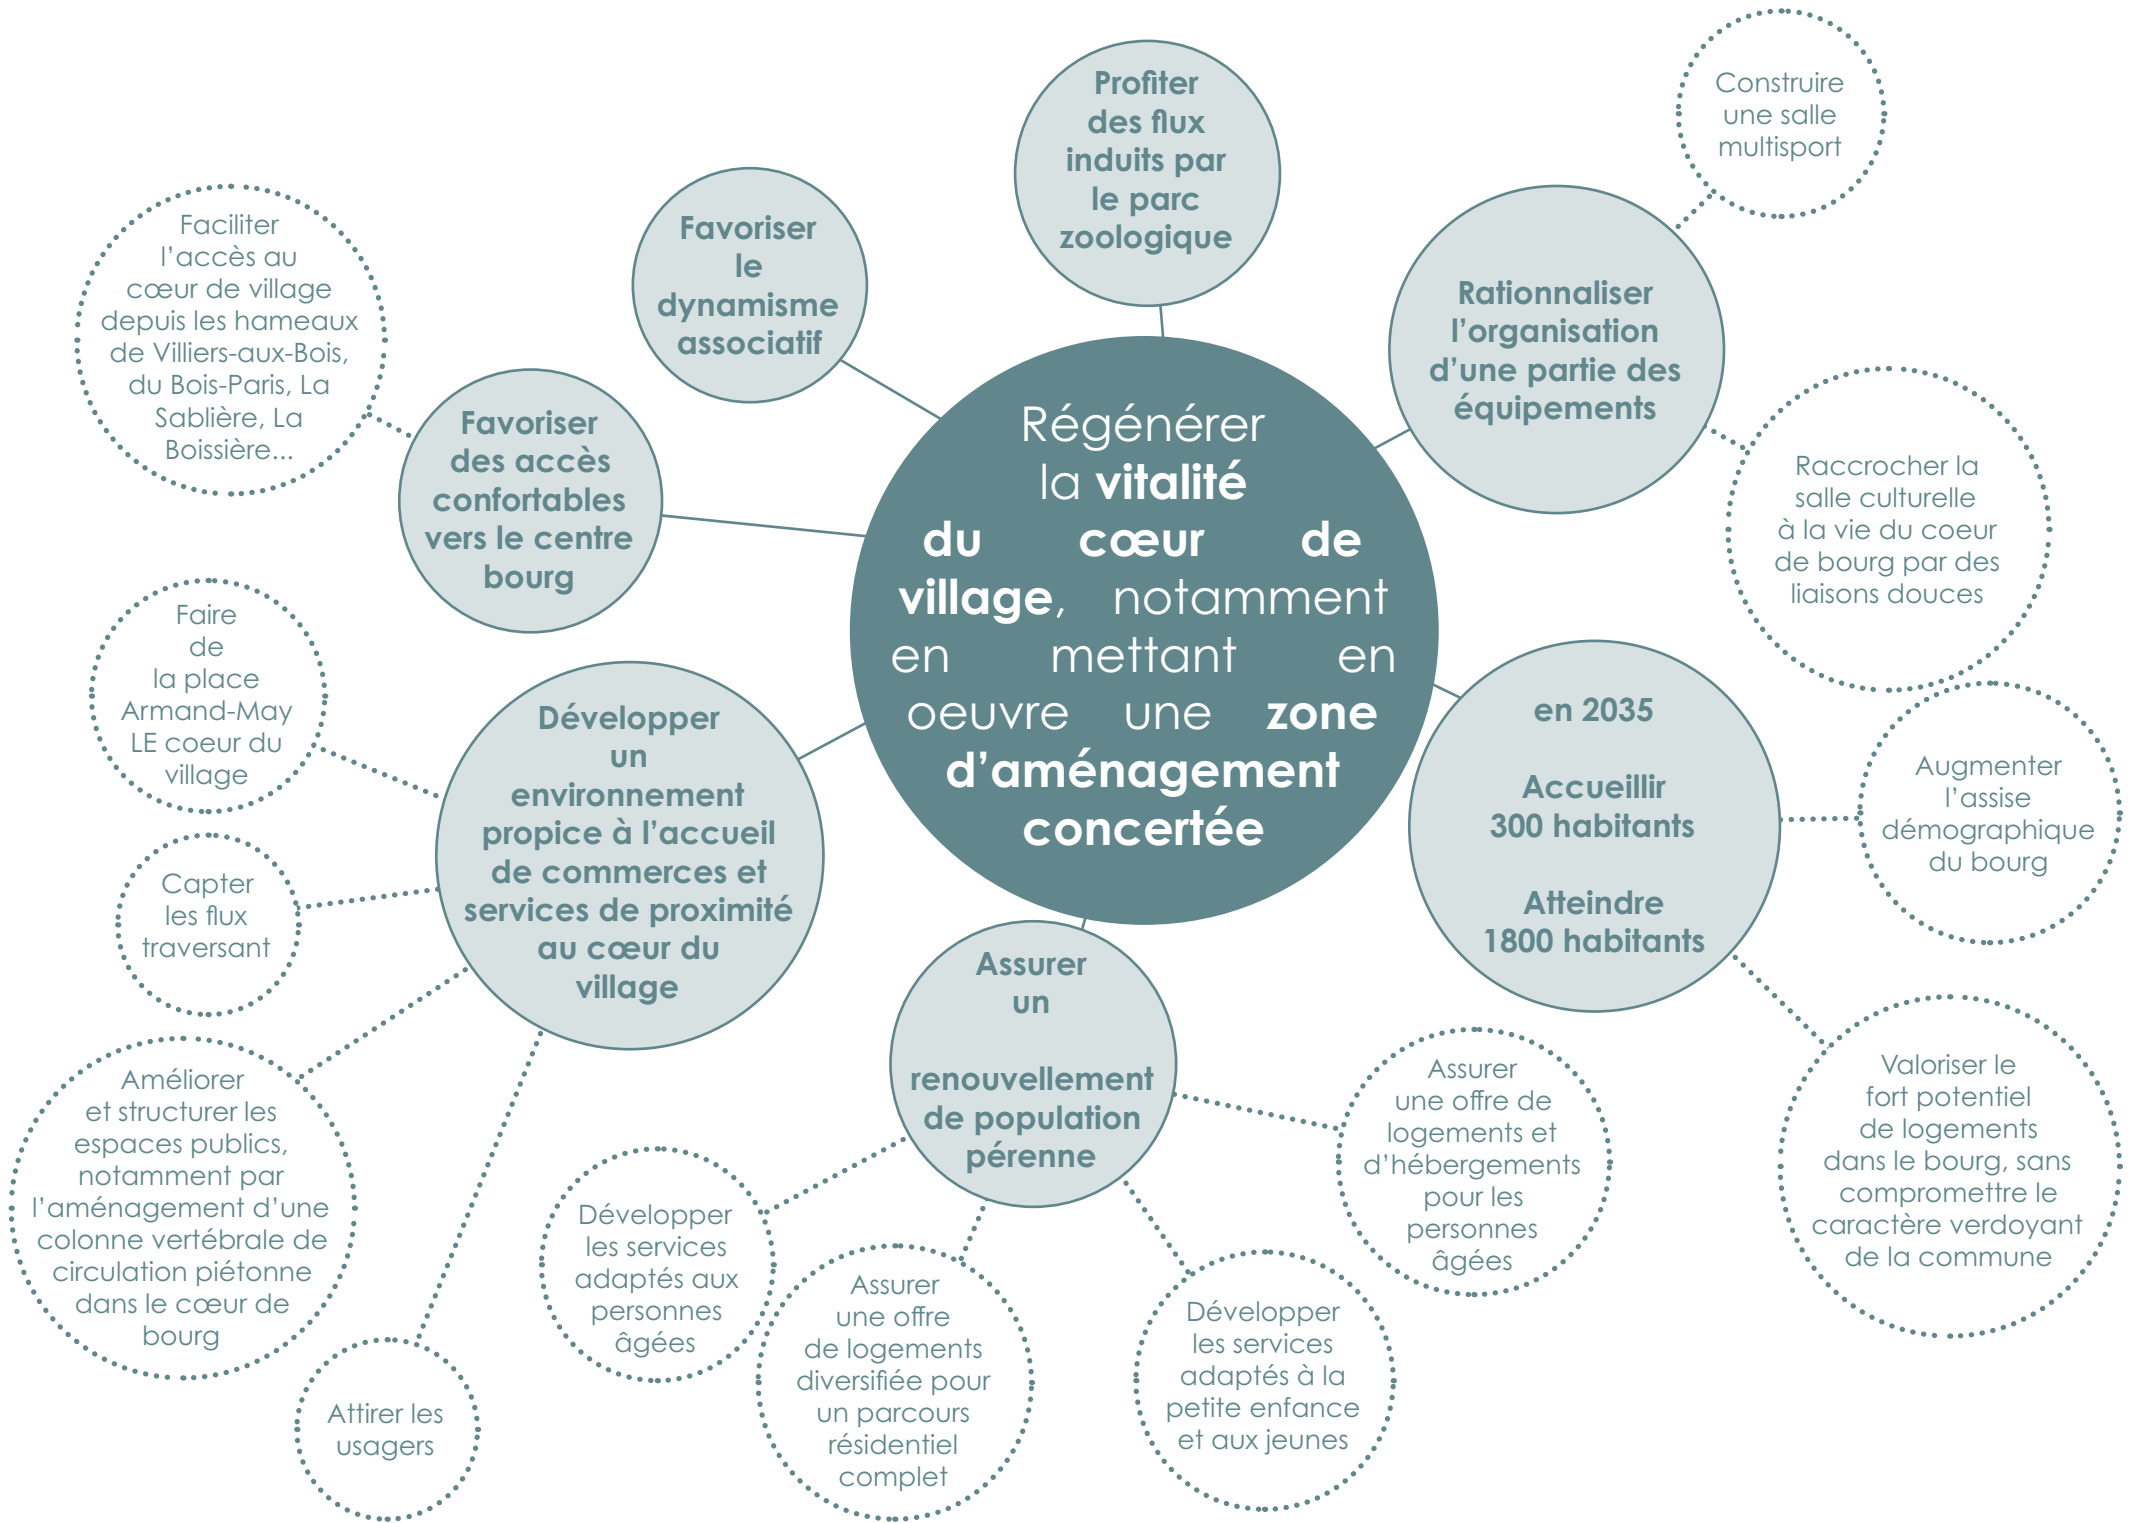 Régénérer
la vitalité
du cœur de
village, notamment
en mettant en
oeuvre une zone
d’aménagement
concertée
Profiter
des flux
induits par
le parc
zoologique
Rationnaliser
l’organisation
d’une partie des
équipements
Construire
une salle
multisport
Raccrocher la
salle culturelle
à la vie du coeur
de bourg par des
liaisons douces
en 2035
Accueillir
300 habitants
Atteindre
1800 habitants
Augmenter
l’assise
démographique
du bourg
Valoriser le
fort potentiel
de logements
dans le bourg, sans
compromettre le
caractère verdoyant
de la commune
Assurer
un
renouvellement
de population
pérenne
Assurer
une offre de
logements et
d’hébergements
pour les
personnes
âgées
Développer
les services
adaptés à la
petite enfance
et aux jeunes
Assurer
une offre
de logements
diversifiée pour
un parcours
résidentiel
complet
Développer
les services
adaptés aux
personnes
âgées
Développer
un
environnement
propice à l’accueil
de commerces et
services de proximité
au cœur du
village
Attirer les
usagers
Améliorer
et structurer les
espaces publics,
notamment par
l’aménagement d’une
colonne vertébrale de
circulation piétonne
dans le cœur de
bourg
Capter
les flux
traversant
Faire
de
la place
Armand-May
LE coeur du
village
Favoriser
des accès
confortables
vers le centre
bourg
Faciliter
l’accès au
cœur de village
depuis les hameaux
de Villiers-aux-Bois,
du Bois-Paris, La
Sablière, La
Boissière...
Favoriser
le
dynamisme
associatif